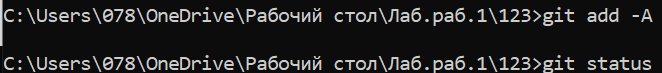 C:\Users\078\OneDrive\Рабочий стол\Лаб.раб.1\123>git add -A
C:\Users\078\OneDrive\Рабочий стол\Лаб.раб.1\123>git status